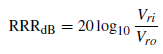 RRR_dB = 20 log_10 V_ri / V_ro